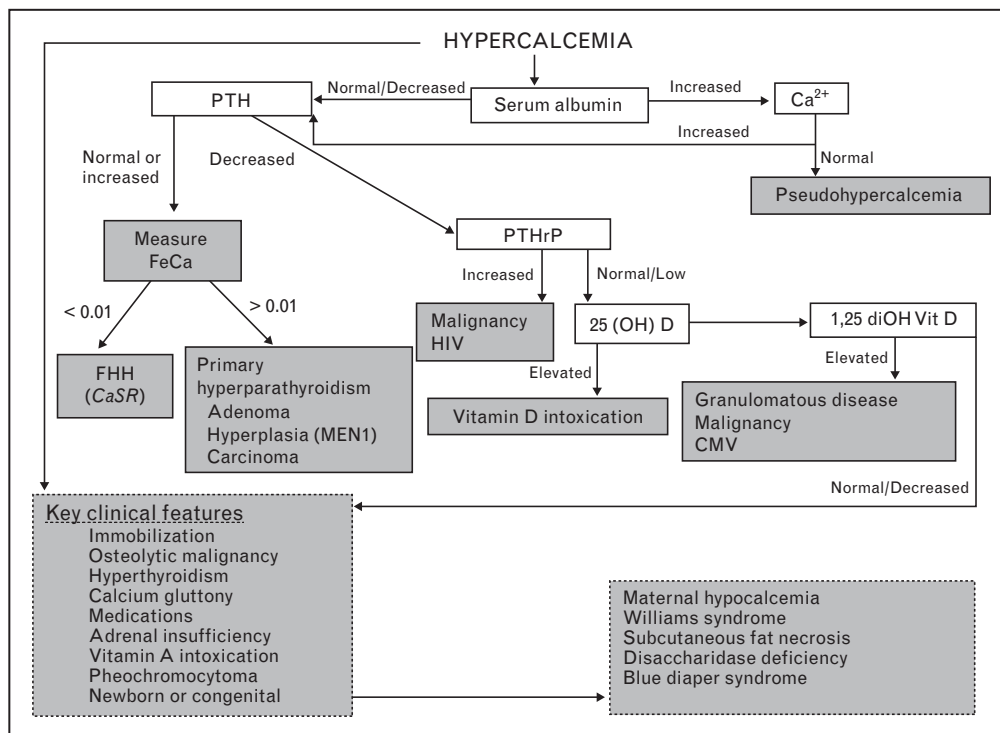 HYPERCALCEMIA
Normal/Decreased
PTH
Serum albumin
Increased
Ca2+
Increased
Normal or
increased
Decreased
Normal
Pseudohypercalcemia
Measure
FeCa
PTHrP
Increased
Normal/Low
< 0.01
> 0.01
Malignancy
HIV
25 (OH) D
1,25 diOH Vit D
FHH
(CaSR)
Primary
hyperparathyroidism
Adenoma
Hyperplasia (MEN1)
Carcinoma
Elevated
Elevated
Vitamin D intoxication
Granulomatous disease
Malignancy
CMV
Normal/Decreased
Key clinical features
Immobilization
Osteolytic malignancy
Hyperthyroidism
Calcium gluttony
Medications
Adrenal insufficiency
Vitamin A intoxication
Pheochromocytoma
Newborn or congenital
Maternal hypocalcemia
Williams syndrome
Subcutaneous fat necrosis
Disaccharidase deficiency
Blue diaper syndrome